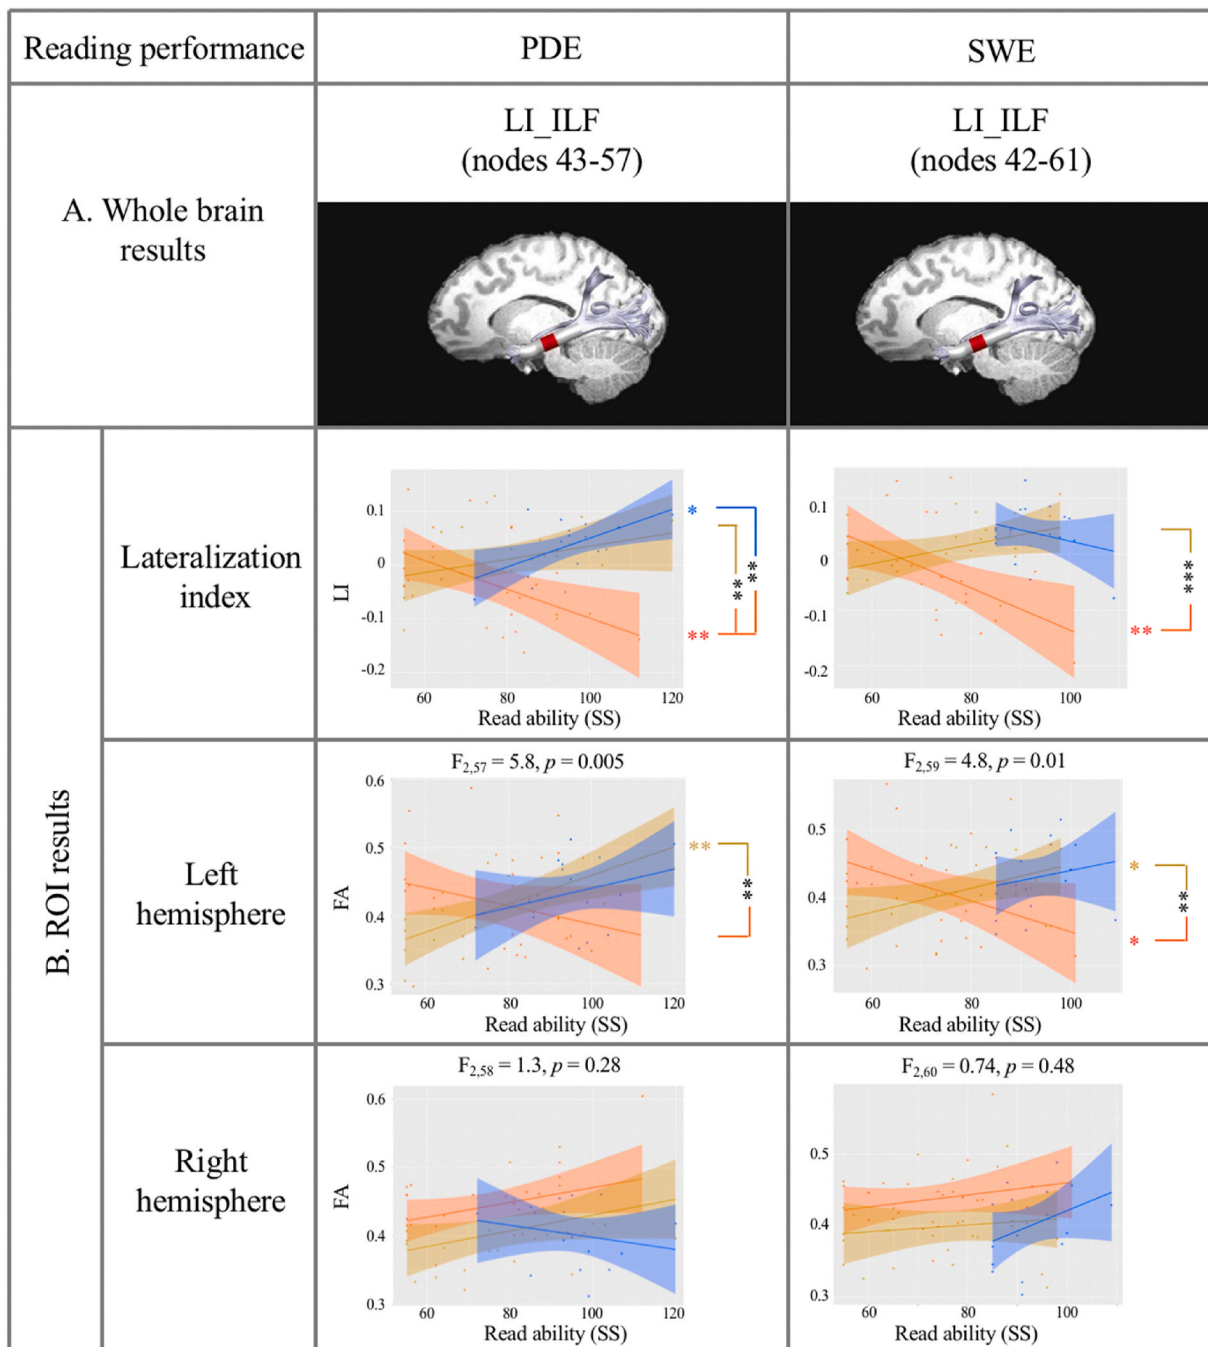 Reading performance
PDE
SWE
A. Whole brain
results
LI_ILF
(nodes 43-57)
LI_ILF
(nodes 42-61)
B. ROI results
Lateralization
index
LI
0.1
0
-0.1
-0.2
60
80
100
120
Read ability (SS)
*
**
**
**
0.1
0
-0.1
-0.2
60
80
100
Read ability (SS)
**
***
Left
hemisphere
F2,57 = 5.8, p = 0.005
FA
0.6
0.5
0.4
0.3
60
80
100
120
Read ability (SS)
**
**
F2,59 = 4.8, p = 0.01
0.5
0.4
0.3
60
80
100
Read ability (SS)
*
*
**
Right
hemisphere
F2,58 = 1.3, p = 0.28
FA
0.6
0.5
0.4
0.3
60
80
100
120
Read ability (SS)
F2,60 = 0.74, p = 0.48
0.5
0.4
0.3
60
80
100
Read ability (SS)